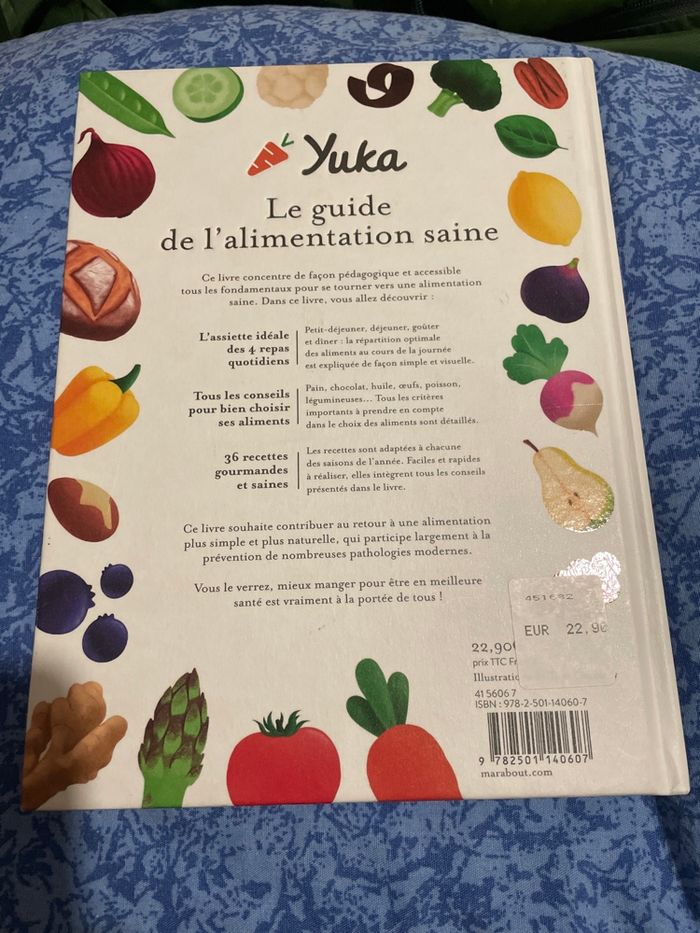 Yuka
Le guide
de l'alimentation saine
Ce livre concentre de façon pédagogique et accessible
tous les fondamentaux pour se tourner vers une alimentation
saine. Dans ce livre, vous allez découvrir :
L'assiette idéale
des 4 repas
quotidiens
Petit-déjeuner, déjeuner, goûter
et dîner : la répartition optimale
des aliments au cours de la journée
est expliquée de façon simple et visuelle.
Tous les conseils
pour bien choisir
ses aliments
Pain, chocolat, huile, œufs, poisson,
légumineuses... Tous les critères
importants à prendre en compte
dans le choix des aliments sont détaillés.
36 recettes
gourmandes
et saines
Les recettes sont adaptées à chacune
des saisons de l'année. Faciles et rapides
à réaliser, elles intègrent tous les conseils
présentés dans le livre.
Ce livre souhaite contribuer au retour à une alimentation
plus simple et plus naturelle, qui participe largement à la
prévention de nombreuses pathologies modernes.
Vous le verrez, mieux manger pour être en meilleure
santé est vraiment à la portée de tous !
451682
EUR 22,90
22,90
prix TTC
41 5606 7
ISBN : 978-2-501-14060-7
9 782501 140607
marabout.com